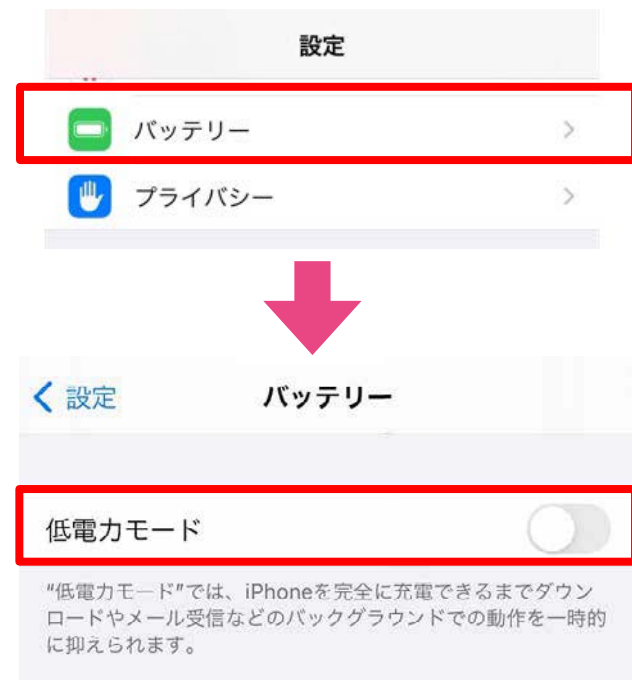 設定
バッテリー
プライバシー
設定
バッテリー
低電力モード
“低電力モード”では、iPhoneを完全に充電できるまでダウン
ロードやメール受信などのバックグラウンドでの動作を一時的
に抑えられます。